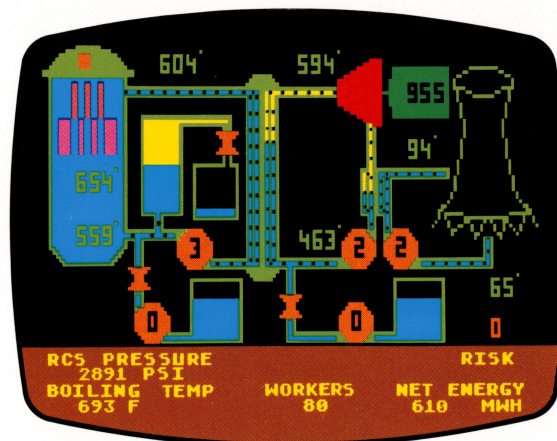 604°
594°
955
94°
654°
559°
3
463°
2
2
65°
0
0
0
RCS PRESSURE
2891 PSI
BOILING TEMP
693 F
WORKERS
80
RISK
NET ENERGY
610 MWH